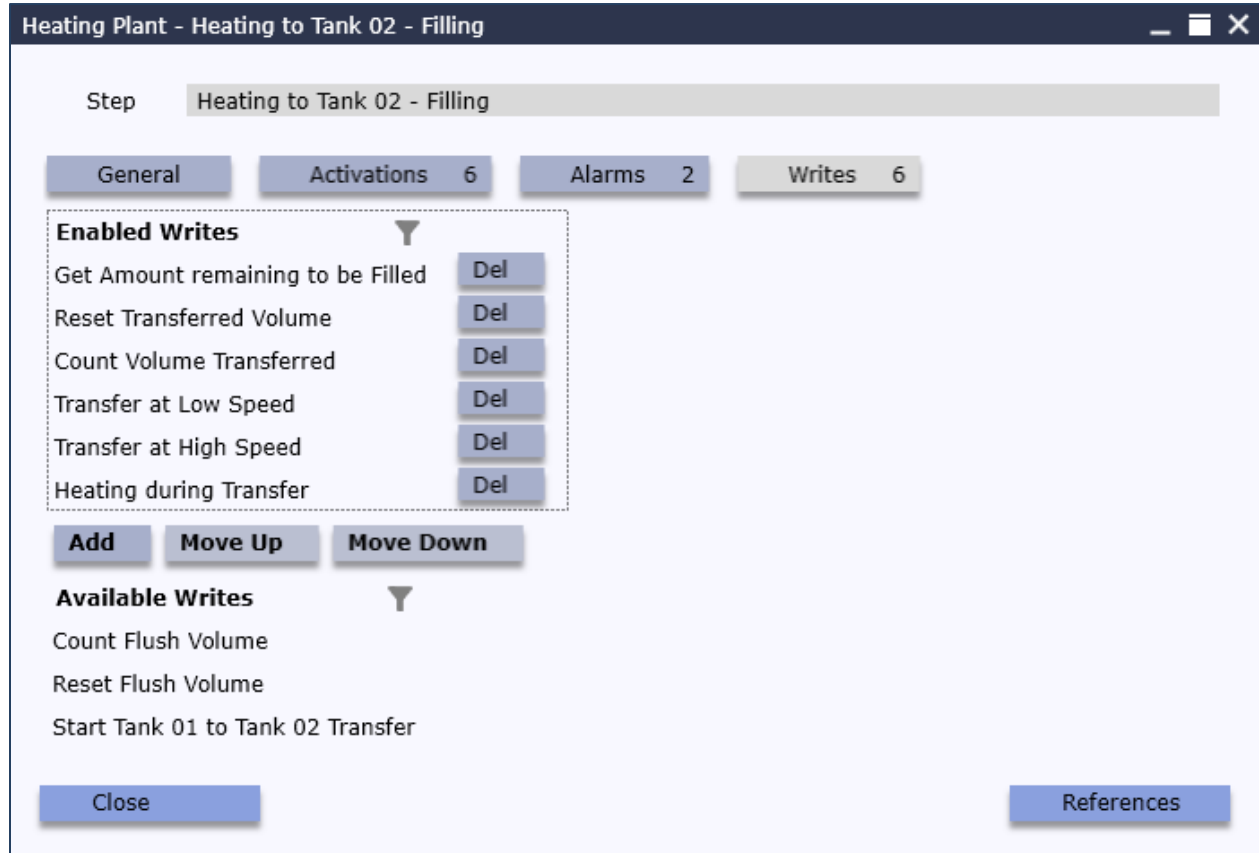 Heating Plant - Heating to Tank 02 - Filling
Step Heating to Tank 02 - Filling
General Activations 6 Alarms 2 Writes 6
Enabled Writes
Get Amount remaining to be Filled Del
Reset Transferred Volume Del
Count Volume Transferred Del
Transfer at Low Speed Del
Transfer at High Speed Del
Heating during Transfer Del
Add Move Up Move Down
Available Writes
Count Flush Volume
Reset Flush Volume
Start Tank 01 to Tank 02 Transfer
Close References